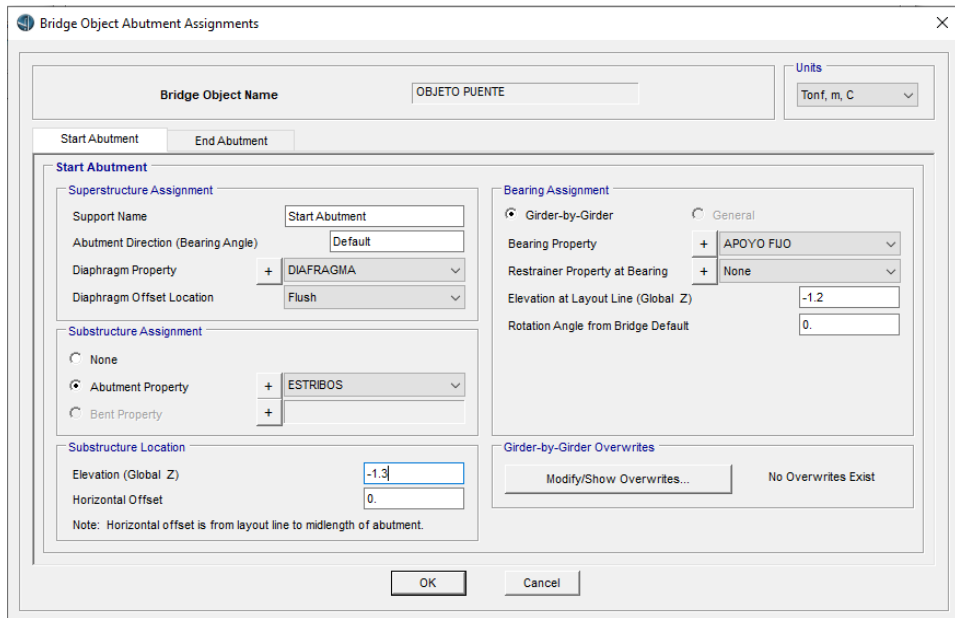 Bridge Object Abutment Assignments
Units
Bridge Object Name OBJETO PUENTE Tonf, m, C
Start Abutment End Abutment
Start Abutment
Superstructure Assignment
Support Name Start Abutment
Abutment Direction (Bearing Angle) Default
Diaphragm Property + DIAFRAGMA
Diaphragm Offset Location Flush
Substructure Assignment
None
Abutment Property + ESTRIBOS
Bent Property +
Substructure Location
Elevation (Global Z) -1.3
Horizontal Offset 0.
Note: Horizontal offset is from layout line to midlength of abutment.
Bearing Assignment
Girder-by-Girder General
Bearing Property + APOYO FIJO
Restrainer Property at Bearing + None
Elevation at Layout Line (Global Z) -1.2
Rotation Angle from Bridge Default 0.
Girder-by-Girder Overwrites
Modify/Show Overwrites... No Overwrites Exist
OK Cancel